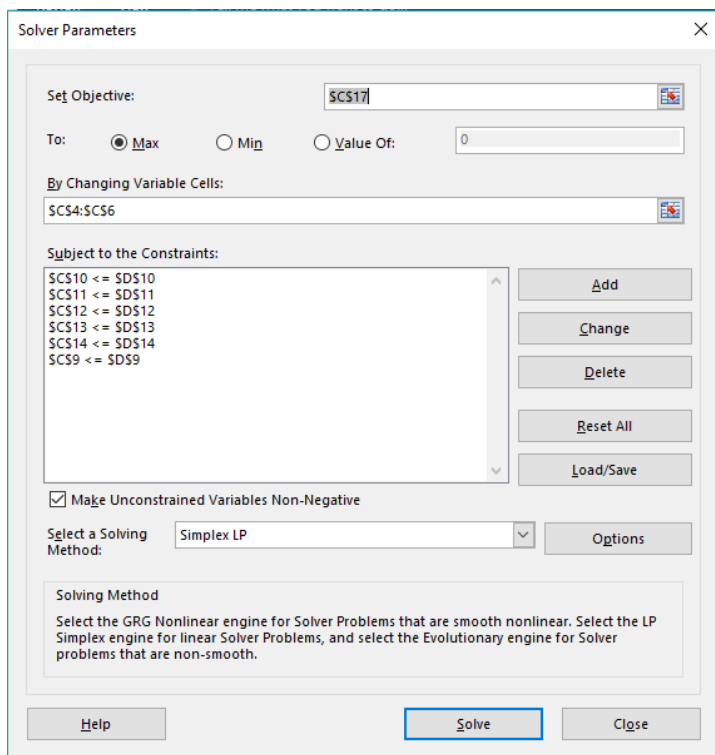 Solver Parameters
Set Objective:
$C$17
To:
Max
Min
Value Of:
0
By Changing Variable Cells:
$C$4:$C$6
Subject to the Constraints:
$C$10 <= $D$10
$C$11 <= $D$11
$C$12 <= $D$12
$C$13 <= $D$13
$C$14 <= $D$14
$C$9 <= $D$9
Add
Change
Delete
Reset All
Load/Save
Make Unconstrained Variables Non-Negative
Select a Solving
Method:
Simplex LP
Options
Solving Method
Select the GRG Nonlinear engine for Solver Problems that are smooth nonlinear. Select the LP
Simplex engine for linear Solver Problems, and select the Evolutionary engine for Solver
problems that are non-smooth.
Help
Solve
Close